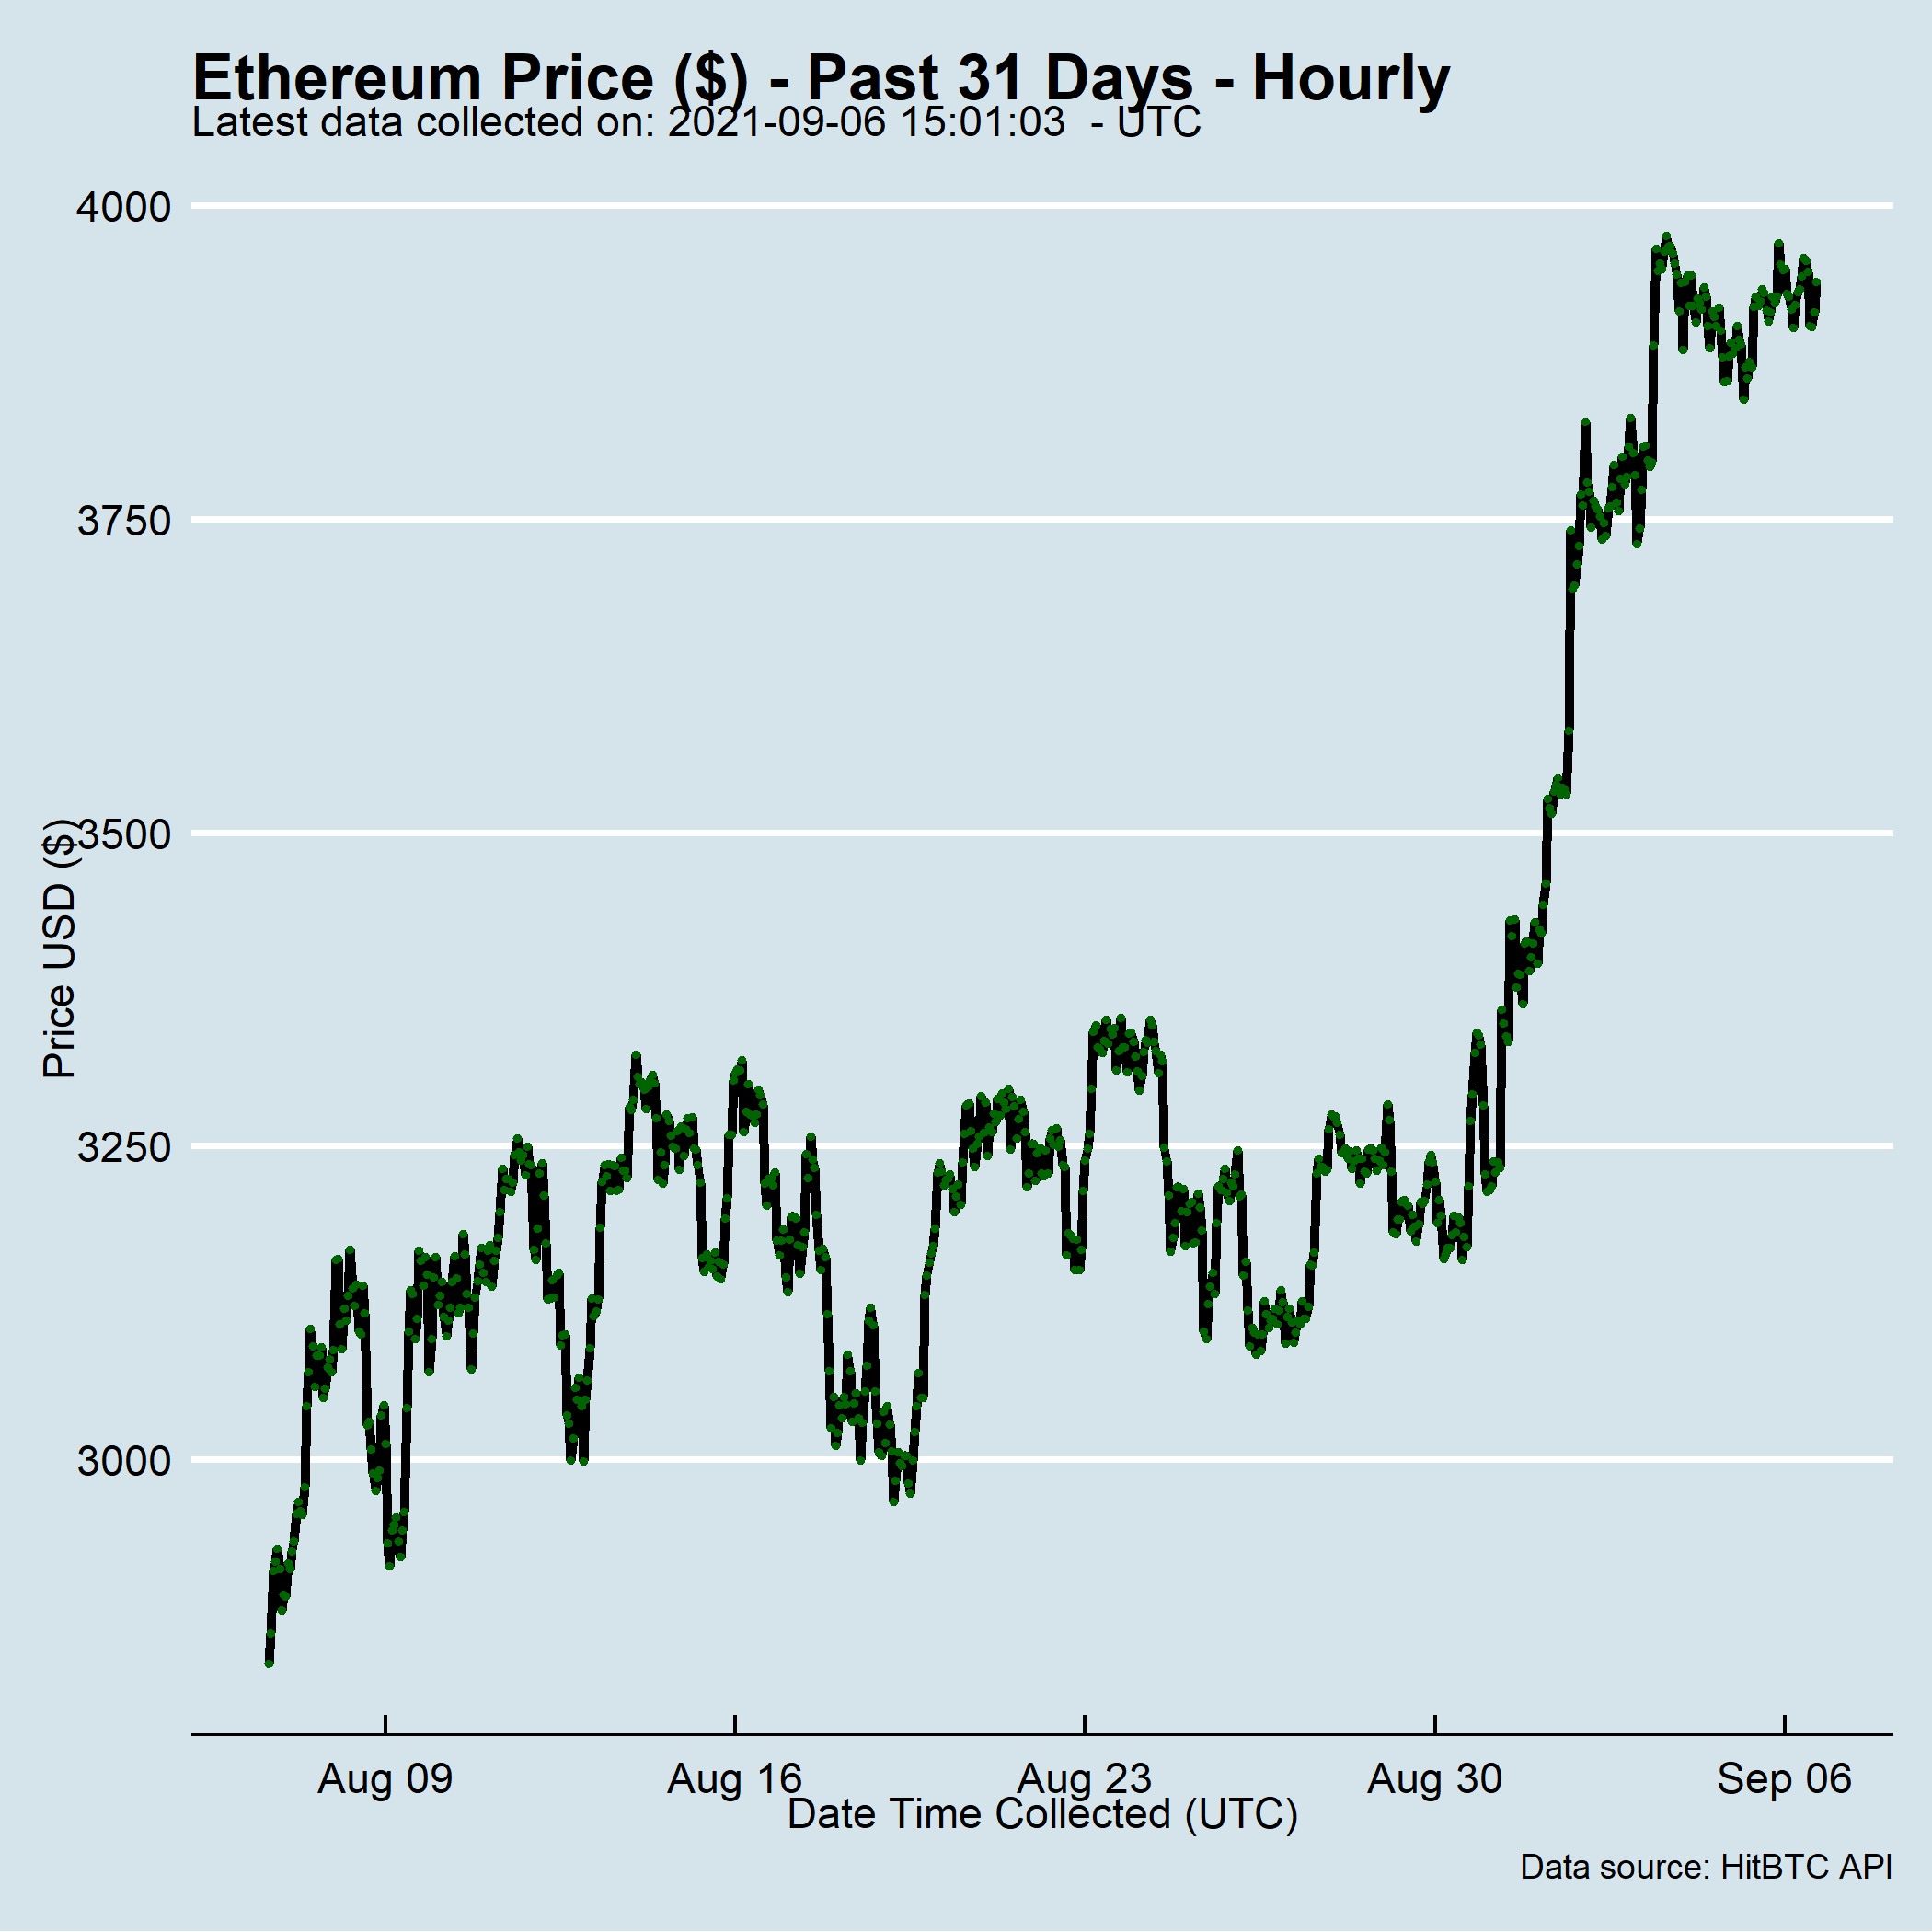 Ethereum Price ($) - Past 31 Days - Hourly
Latest data collected on: 2021-09-06 15:01:03  - UTC
4000
3750
3500
3250
3000
Price USD ($)
Aug 09 Aug 16 Aug 23 Aug 30 Sep 06
Date Time Collected (UTC)
Data source: HitBTC API